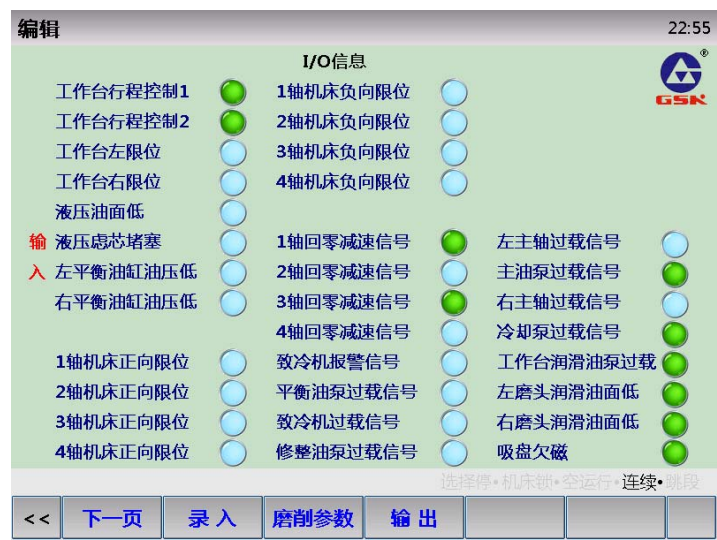 编辑 22:55
I/O信息
工作台行程控制1 1轴机床负向限位
工作台行程控制2 2轴机床负向限位
工作台左限位 3轴机床负向限位
工作台右限位 4轴机床负向限位
液压油面低
输 液压虑芯堵塞 1轴回零减速信号 左主轴过载信号
入 左平衡油缸油压低 2轴回零减速信号 主油泵过载信号
右平衡油缸油压低 3轴回零减速信号 右主轴过载信号
4轴回零减速信号 冷却泵过载信号
1轴机床正向限位 致冷机报警信号 工作台润滑油泵过载
2轴机床正向限位 平衡油泵过载信号 左磨头润滑油面低
3轴机床正向限位 致冷机过载信号 右磨头润滑油面低
4轴机床正向限位 修整油泵过载信号 吸盘欠磁
选择停•机床锁•空运行•连续•跳段
<< 下一页 录入 磨削参数 输出
GSK®